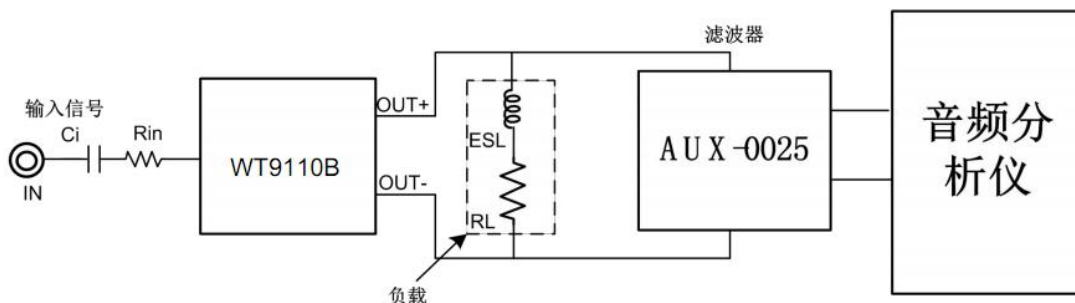 输入信号
Ci
Rin
IN
WT9110B
OUT+
OUT-
ESL
RL
负载
滤波器
AUX-0025
音频分
析仪